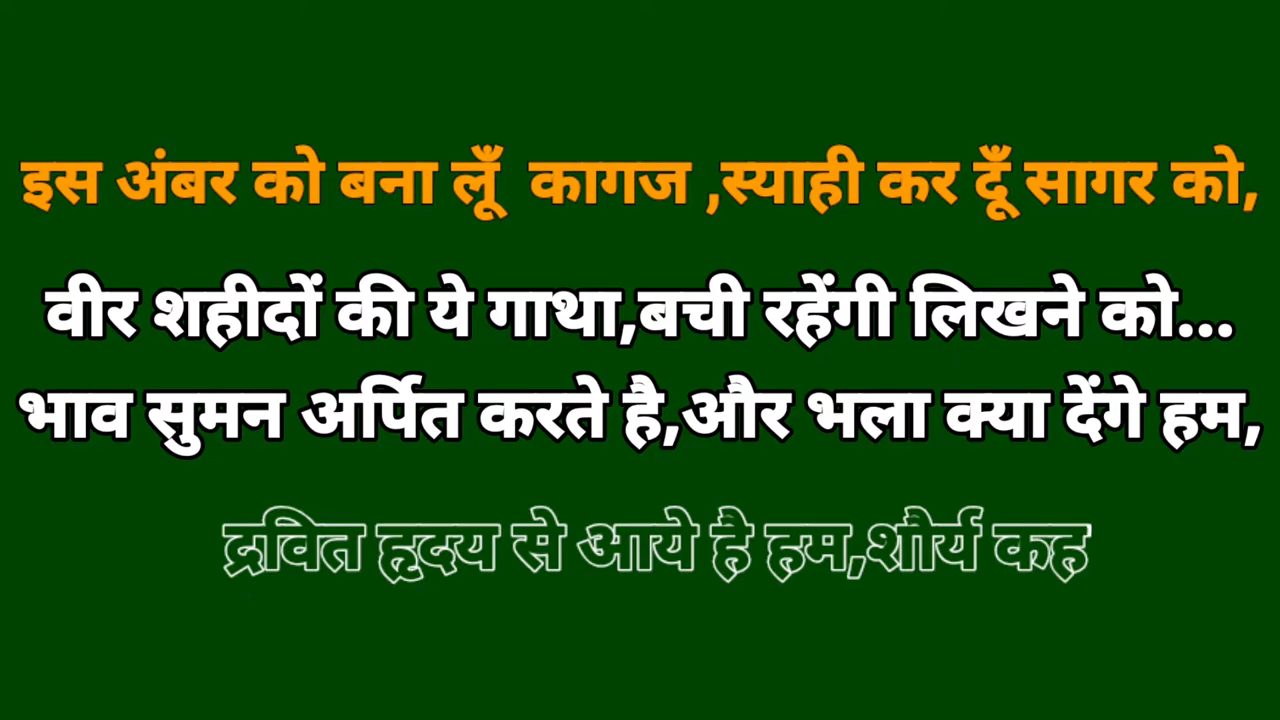 इस अंबर को बना लूँ कागज ,स्याही कर दूँ सागर को,
वीर शहीदों की ये गाथा,बची रहेंगी लिखने को...
भाव सुमन अर्पित करते है,और भला क्या देंगे हम,
द्रवित हृदय से आये है हम,शौर्य कह